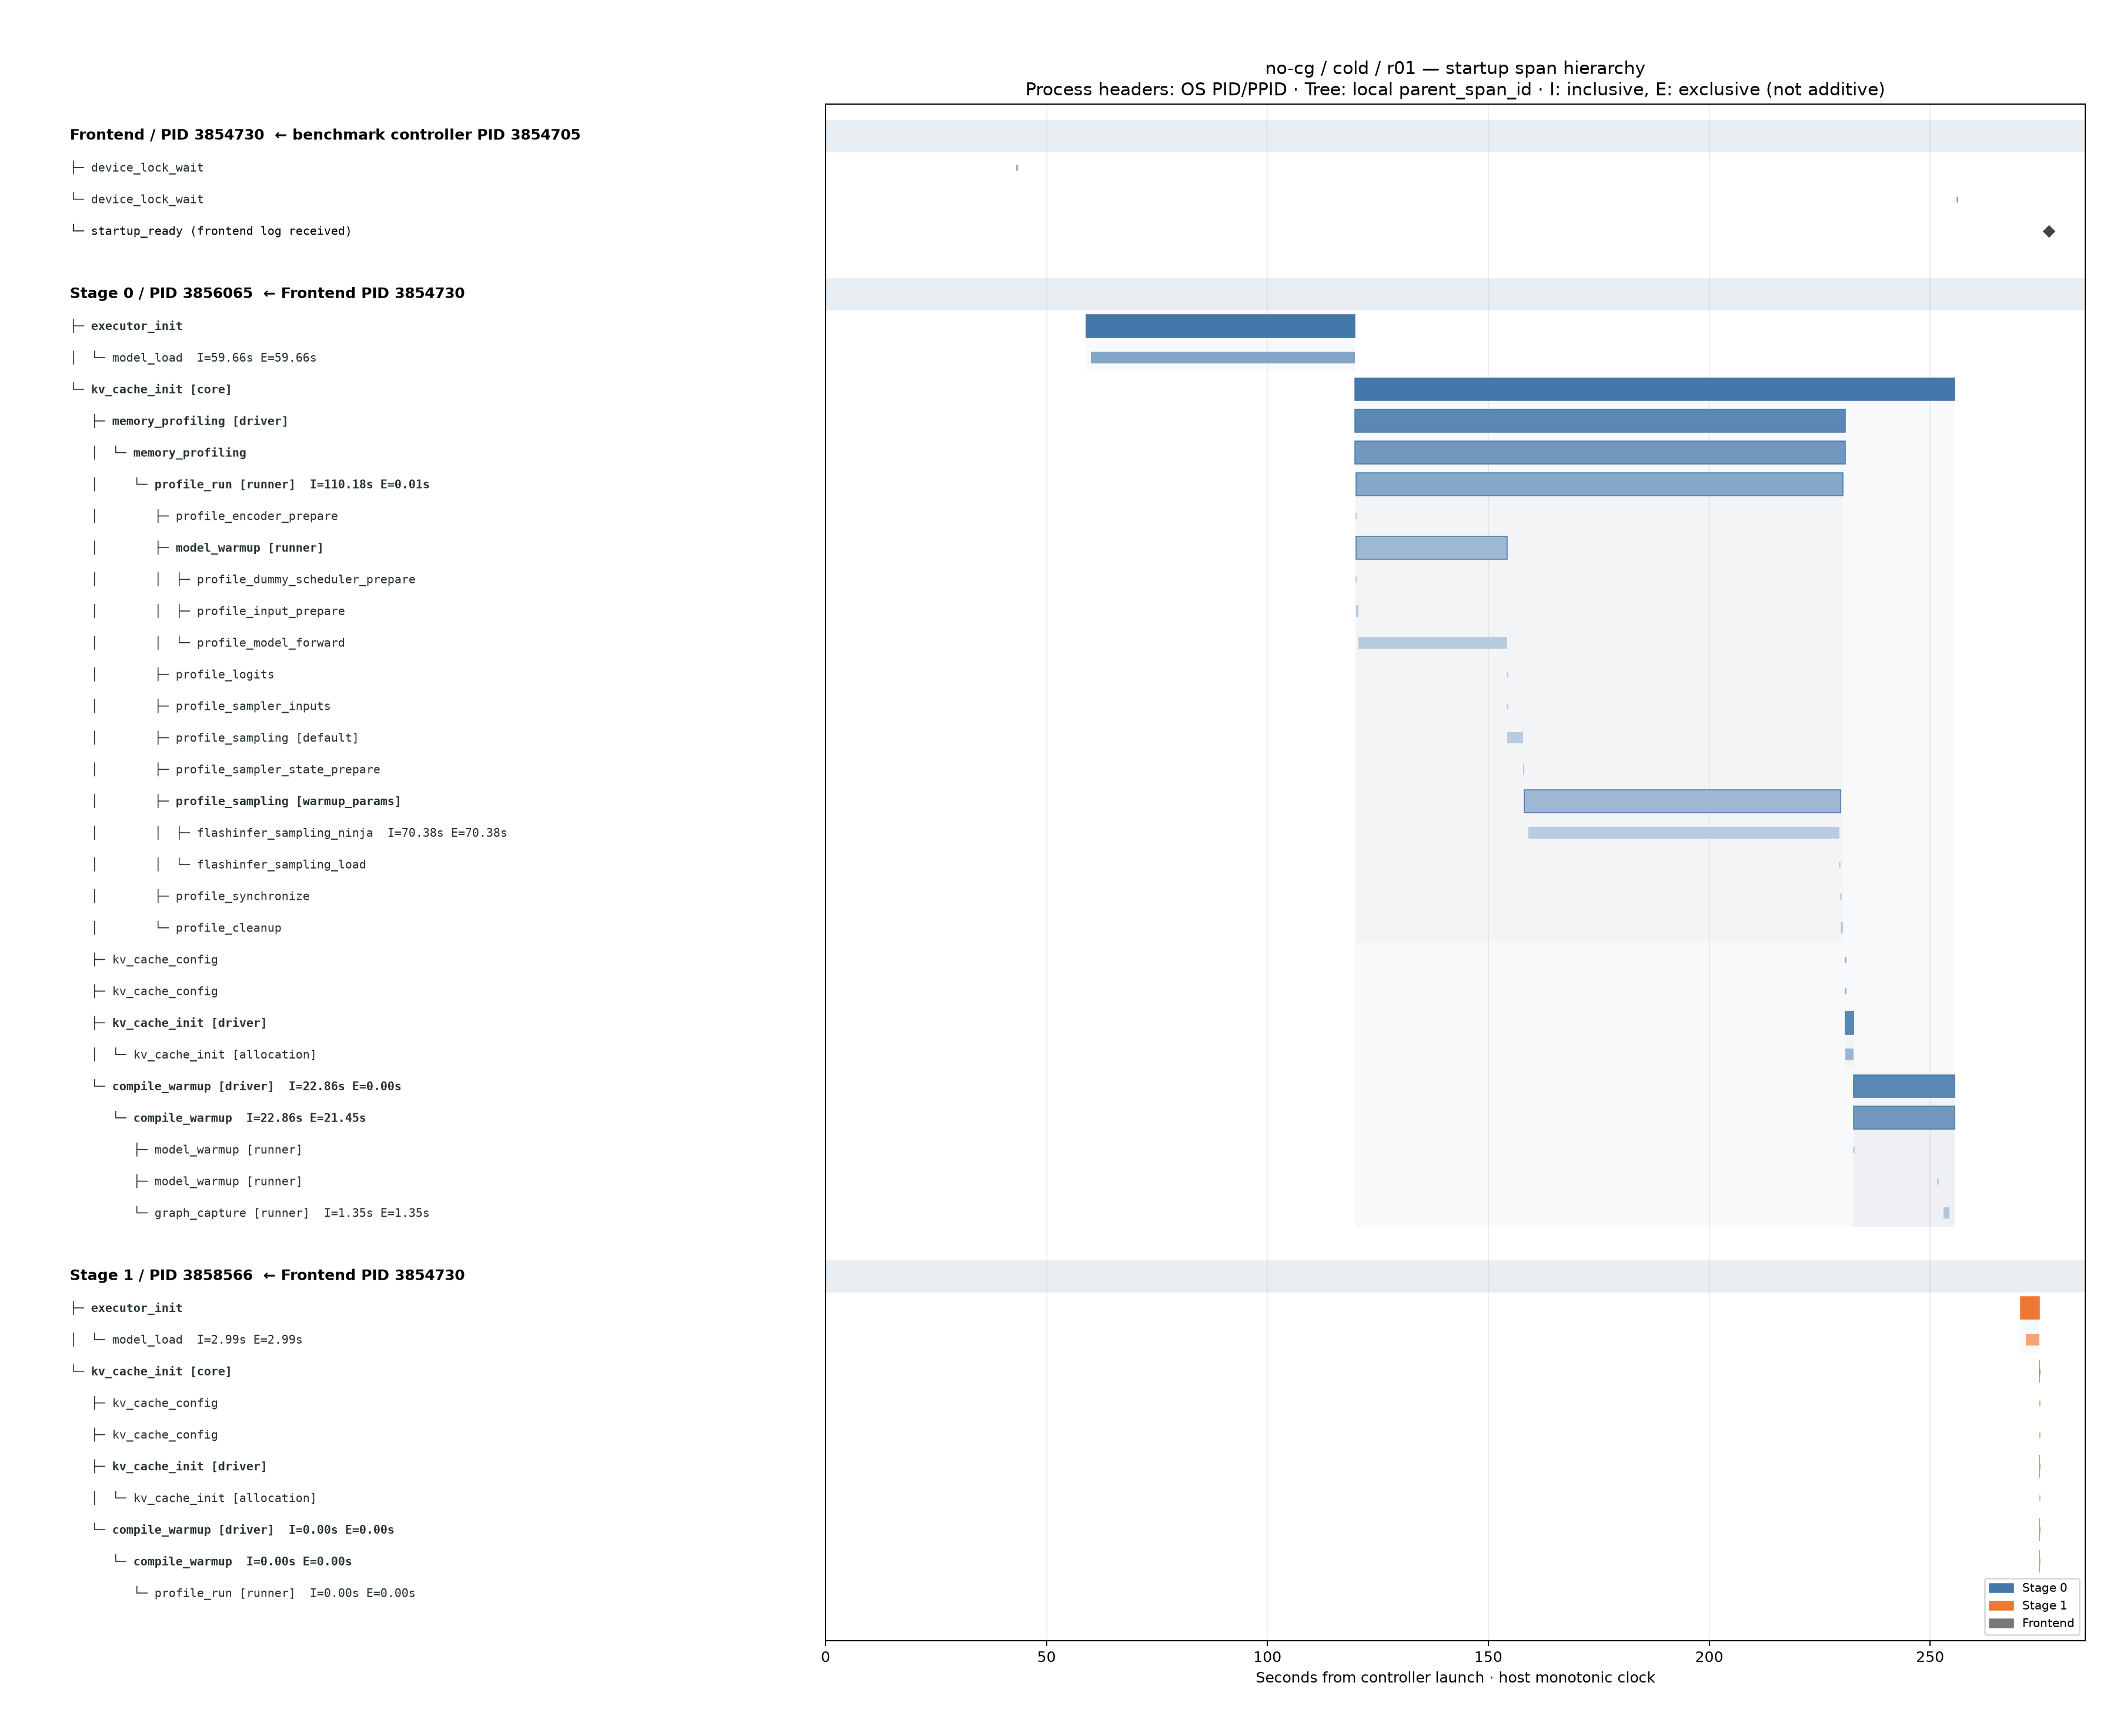 no-cg / cold / r01 — startup span hierarchy
Process headers: OS PID/PPID · Tree: local parent_span_id · I: inclusive, E: exclusive (not additive)
Frontend / PID 3854730 ← benchmark controller PID 3854705
├─ device_lock_wait
└─ device_lock_wait
└─ startup_ready (frontend log received)
Stage 0 / PID 3856065 ← Frontend PID 3854730
├─ executor_init
│  └─ model_load  I=59.66s E=59.66s
└─ kv_cache_init [core]
   ├─ memory_profiling [driver]
   │  └─ memory_profiling
   │     └─ profile_run [runner]  I=110.18s E=0.01s
   │        ├─ profile_encoder_prepare
   │        ├─ model_warmup [runner]
   │        │  ├─ profile_dummy_scheduler_prepare
   │        │  ├─ profile_input_prepare
   │        │  └─ profile_model_forward
   │        ├─ profile_logits
   │        ├─ profile_sampler_inputs
   │        ├─ profile_sampling [default]
   │        ├─ profile_sampler_state_prepare
   │        ├─ profile_sampling [warmup_params]
   │        │  ├─ flashinfer_sampling_ninja  I=70.38s E=70.38s
   │        │  └─ flashinfer_sampling_load
   │        ├─ profile_synchronize
   │        └─ profile_cleanup
   ├─ kv_cache_config
   ├─ kv_cache_config
   ├─ kv_cache_init [driver]
   │  └─ kv_cache_init [allocation]
   └─ compile_warmup [driver]  I=22.86s E=0.00s
      └─ compile_warmup  I=22.86s E=21.45s
         ├─ model_warmup [runner]
         ├─ model_warmup [runner]
         └─ graph_capture [runner]  I=1.35s E=1.35s
Stage 1 / PID 3858566 ← Frontend PID 3854730
├─ executor_init
│  └─ model_load  I=2.99s E=2.99s
└─ kv_cache_init [core]
   ├─ kv_cache_config
   ├─ kv_cache_config
   ├─ kv_cache_init [driver]
   │  └─ kv_cache_init [allocation]
   └─ compile_warmup [driver]  I=0.00s E=0.00s
      └─ compile_warmup  I=0.00s E=0.00s
         └─ profile_run [runner]  I=0.00s E=0.00s
Stage 0
Stage 1
Frontend
0 50 100 150 200 250
Seconds from controller launch · host monotonic clock